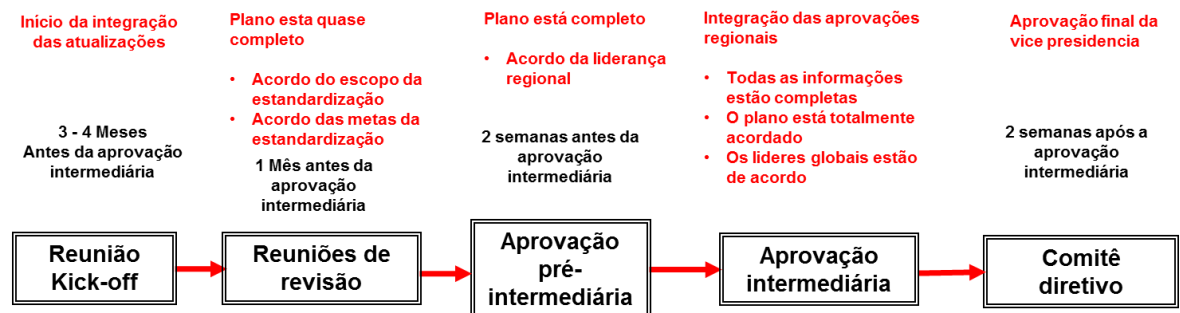 Início da integração
das atualizações
3 - 4 Meses
Antes da aprovação
intermediária
Reunião
Kick-off
Plano esta quase
completo
• Acordo do escopo da
estandardização
• Acordo das metas da
estandardização
1 Mês antes da
aprovação
intermediária
Reuniões de
revisão
Plano está completo
• Acordo da liderança
regional
2 semanas antes da
aprovação
intermediária
Aprovação
pré-
intermediária
Integração das aprovações
regionais
• Todas as informações
estão completas
• O plano está totalmente
acordado
• Os lideres globais estão
de acordo
Aprovação
intermediária
Aprovação final da
vice presidencia
2 semanas após a
aprovação
intermediária
Comitê
diretivo